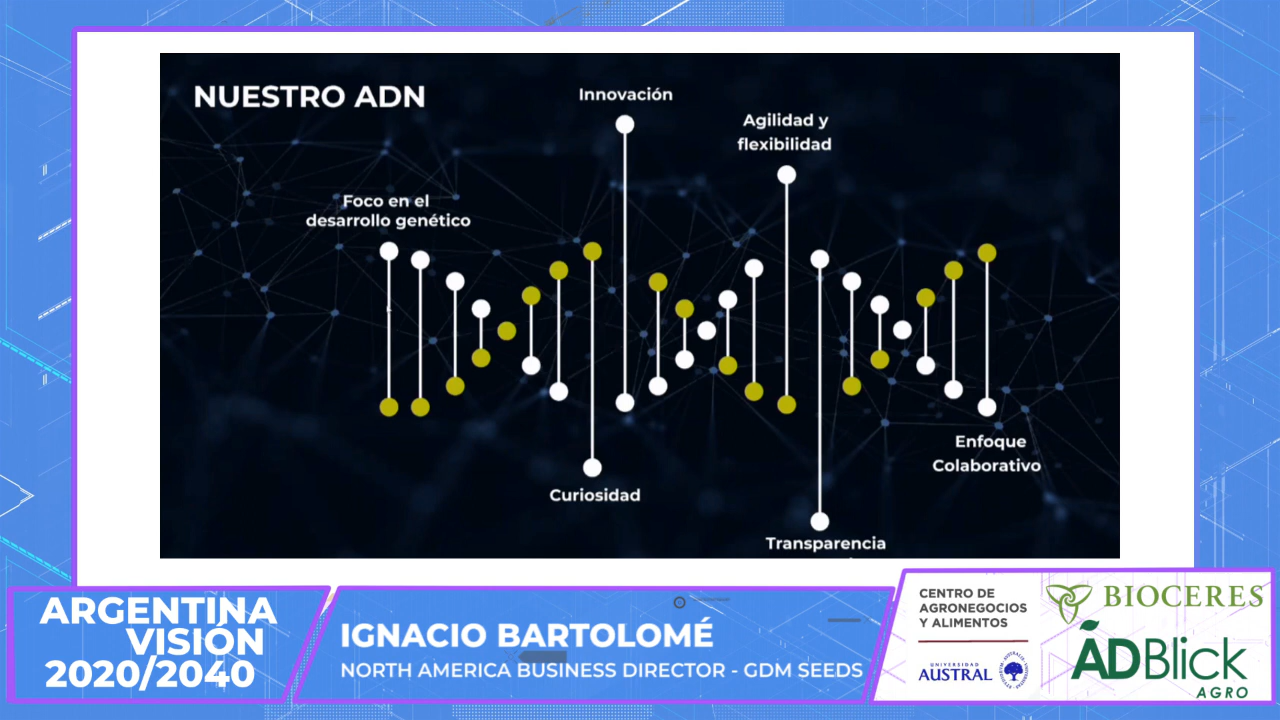 NUESTRO ADN
Innovación
Agilidad y
flexibilidad
Foco en el
desarrollo genético
Enfoque
Colaborativo
Curiosidad
Transparencia
ARGENTINA
VISIÓN
2020/2040
IGNACIO BARTOLOMÉ
NORTH AMERICA BUSINESS DIRECTOR - GDM SEEDS
CENTRO DE
AGRONEGOCIOS
Y ALIMENTOS
UNIVERSIDAD
AUSTRAL
BIOCERES
ADBlick
AGRO